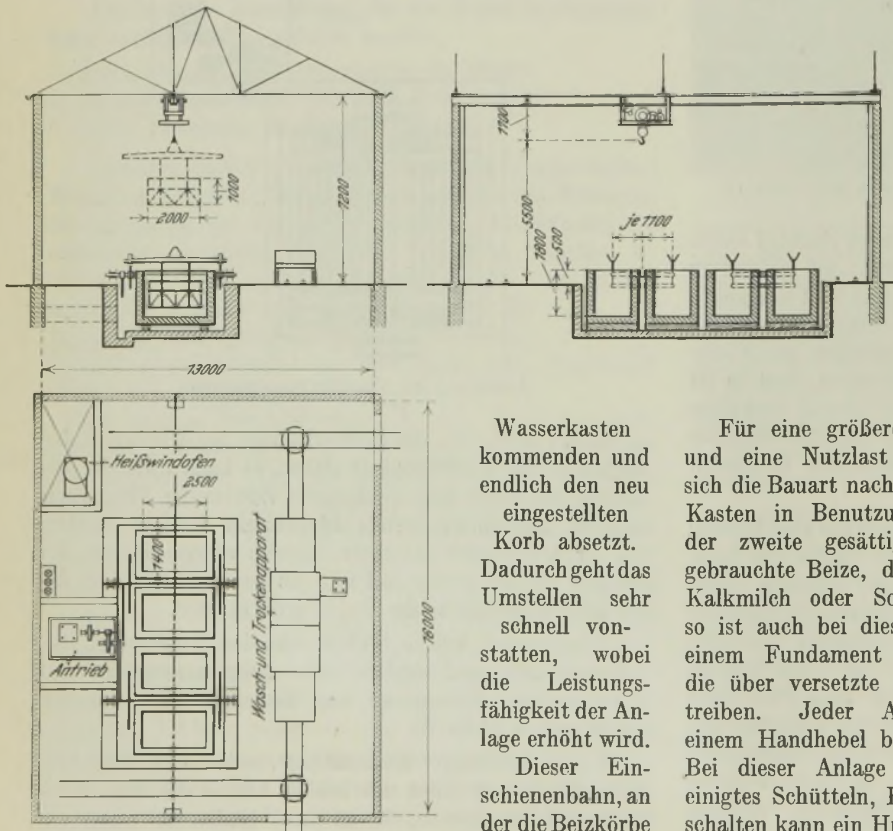 1100
7200
1000
2000
5500
je 1100
1800
500
13000
Heißwindofen
2500
1400
Wasch-und Trockenapparat
16000
Antrieb
Wasserkasten
kommenden und
endlich den neu
eingestellten
Korb absetzt.
Dadurch geht das
Umstellen sehr
schnell von-
statten, wobei
die Leistungs-
fähigkeit der An-
lage erhöht wird.
Dieser Ein-
schienenbahn, an
der die Beizkörbe
Für eine größere
und eine Nutzlast
sich die Bauart nach
Kasten in Benutzu
der zweite gesätti
gebrauchte Beize, d
Kalkmilch oder So
so ist auch bei dies
einem Fundament
die über versetzte
treiben. Jeder A
einem Handhebel b
Bei dieser Anlage
einigtes Schütteln,
schalten kann ein H